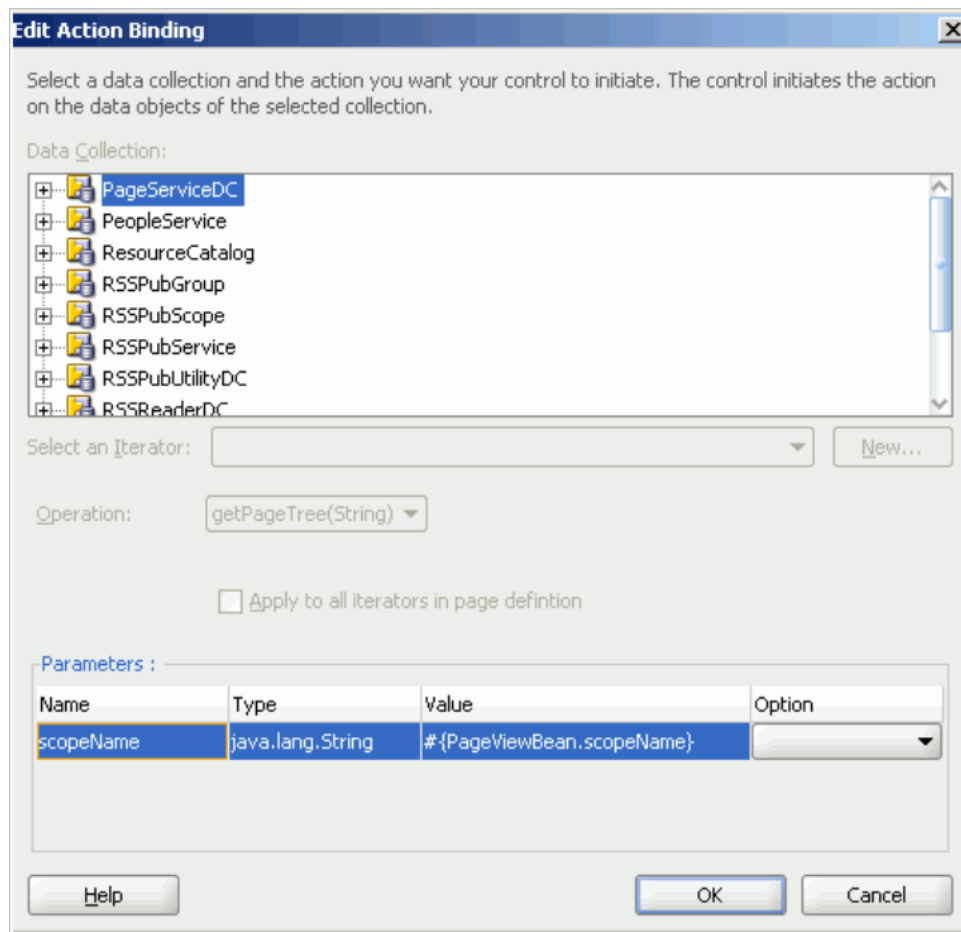 Edit Action Binding
Select a data collection and the action you want your control to initiate. The control initiates the action
on the data objects of the selected collection.
Data Collection:
PageServiceDC
PeopleService
ResourceCatalog
RSSPubGroup
RSSPubScope
RSSPubService
RSSPubUtilityDC
RSSReaderDC
Select an Iterator: New...
Operation: getPageTree(String)
Apply to all iterators in page defintion
Parameters :
Name Type Value Option
scopeName java.lang.String #{PageViewBean.scopeName}
Help OK Cancel